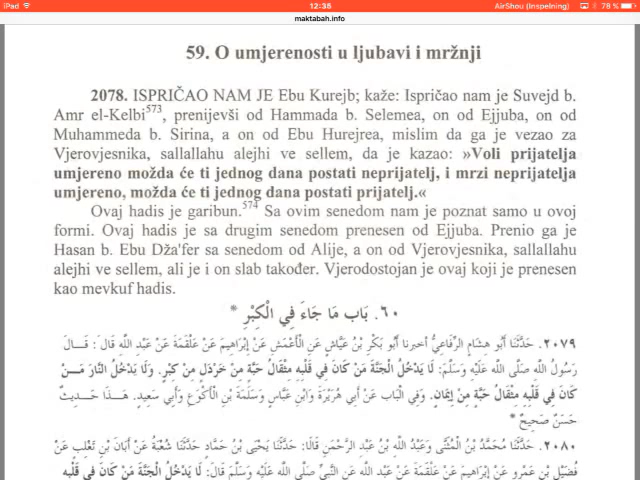 iPad
12:35
AirShou (Inspelning)
78 %
maktabah.info
59. O umjerenosti u ljubavi i mržnji
2078. ISPRIČAO NAM JE Ebu Kurejb; kaže: Ispričao nam je Suvejd b.
Amr el-Kelbi573, prenijevši od Hammada b. Selemea, on od Ejjuba, on od
Muhammeda b. Sirina, a on od Ebu Hurejrea, mislim da ga je vezao za
Vjerovjesnika, sallallahu alejhi ve sellem, da je kazao: »Voli prijatelja
umjereno možda će ti jednog dana postati neprijatelj, i mrzi neprijatelja
umjereno, možda će ti jednog dana postati prijatelj.«
Ovaj hadis je garibun.574 Sa ovim senedom nam je poznat samo u ovoj
formi. Ovaj hadis je sa drugim senedom prenesen od Ejjuba. Prenio ga je
Hasan b. Ebu Dža'fer sa senedom od Alije, a on od Vjerovjesnika, sallallahu
alejhi ve sellem, ali je i on slab također. Vjerodostojan je ovaj koji je prenesen
kao mevkuf hadis.
٦٠. بَاب مَا جَاءَ فِي الْكِبْرِ *
٢٠٧٩. حَدَّثَنَا أَبُو هِشَامٍ الرِّفَاعِيُّ أخبرنا أَبُو بَكْرِ بْنُ عَيَّاشٍ عَنِ الْأَعْمَشِ عَنْ إِبْرَاهِيمَ عَنْ عَلْقَمَةَ عَنْ عَبْدِ اللَّهِ قَالَ: قَالَ
رَسُولُ اللَّهِ صَلَّى اللَّهُ عَلَيْهِ وَسَلَّمَ: لَا يَدْخُلُ الْجَنَّةَ مَنْ كَانَ فِي قَلْبِهِ مِثْقَالُ حَبَّةٍ مِنْ خَرْدَلٍ مِنْ كِبْرٍ. وَلَا يَدْخُلُ النَّارَ مَنْ
كَانَ فِي قَلْبِهِ مِثْقَالُ حَبَّةٍ مِنْ إِيمَانٍ. وَفِي الْبَاب عَنْ أَبِي هُرَيْرَةَ وَابْنِ عَبَّاسٍ وَسَلَمَةَ بْنِ الْأَكْوَعِ وَأَبِي سَعِيدٍ. هَذَا حَدِيثٌ
حَسَنٌ صَحِيحٌ *
٢٠٨٠. حَدَّثَنَا مُحَمَّدُ بْنُ الْمُثَنَّى وَعَبْدُ اللَّهِ بْنُ عَبْدِ الرَّحْمَنِ قَالَا: حَدَّثَنَا يَحْيَى بْنُ حَمَّادٍ حَدَّثَنَا شُعْبَةُ عَنْ أَبَانَ بْنِ تَغْلِبَ عَنْ
فُضَيْلِ بْنِ عَمْرٍو عَنْ إِبْرَاهِيمَ عَنْ عَلْقَمَةَ عَنْ عَبْدِ اللَّهِ عَنِ النَّبِيِّ صَلَّى اللَّهُ عَلَيْهِ وَسَلَّمَ قَالَ: لَا يَدْخُلُ الْجَنَّةَ مَنْ كَانَ فِي قَلْبِهِ